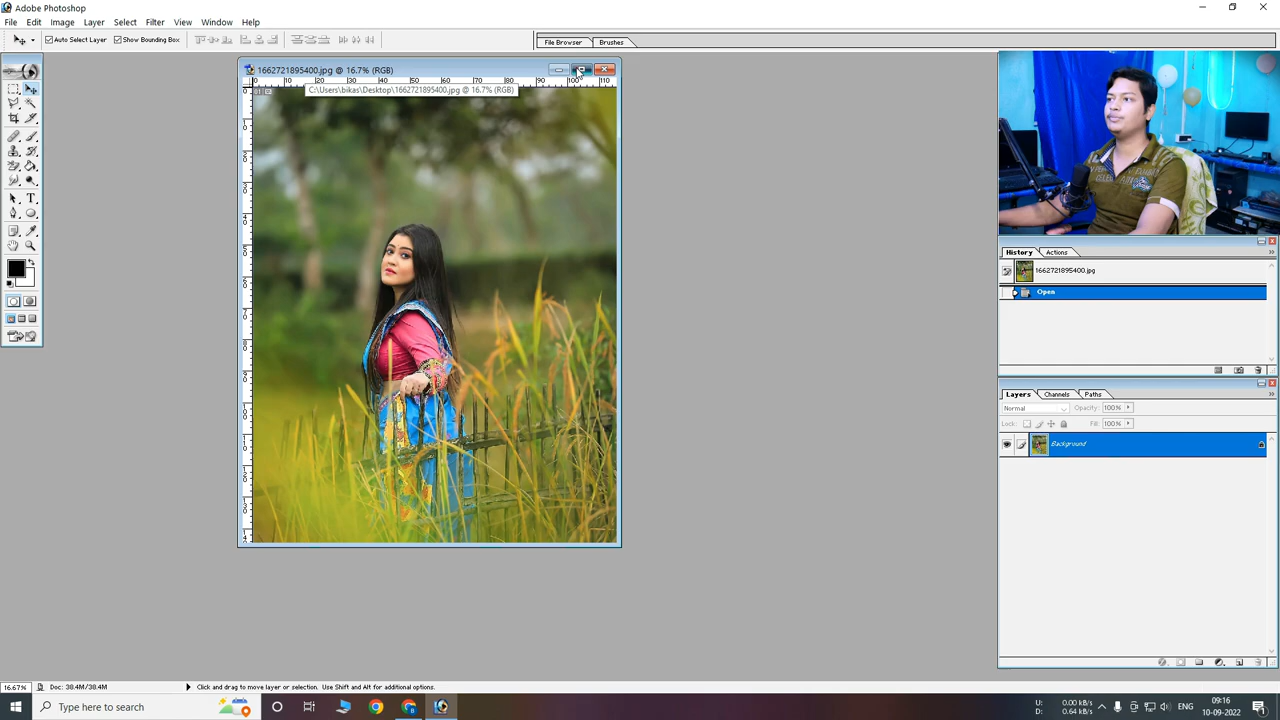 Adobe Photoshop
File Edit Image Layer Select Filter View Window Help
Auto Select Layer Show Bounding Box
File Browser Brushes
1662721895400.jpg @ 16.7% (RGB)
C:\Users\bikas\Desktop\1662721895400.jpg @ 16.7% (RGB)
History Actions
1662721895400.jpg
Open
Layers Channels Paths
Normal Opacity: 100%
Lock: Fill: 100%
Background
16.67% Doc: 38.4M/38.4M Click and drag to move layer or selection. Use Shift and Alt for additional options.
Type here to search
U: 0.00 kB/s
D: 0.64 kB/s
ENG
09:16
10-09-2022